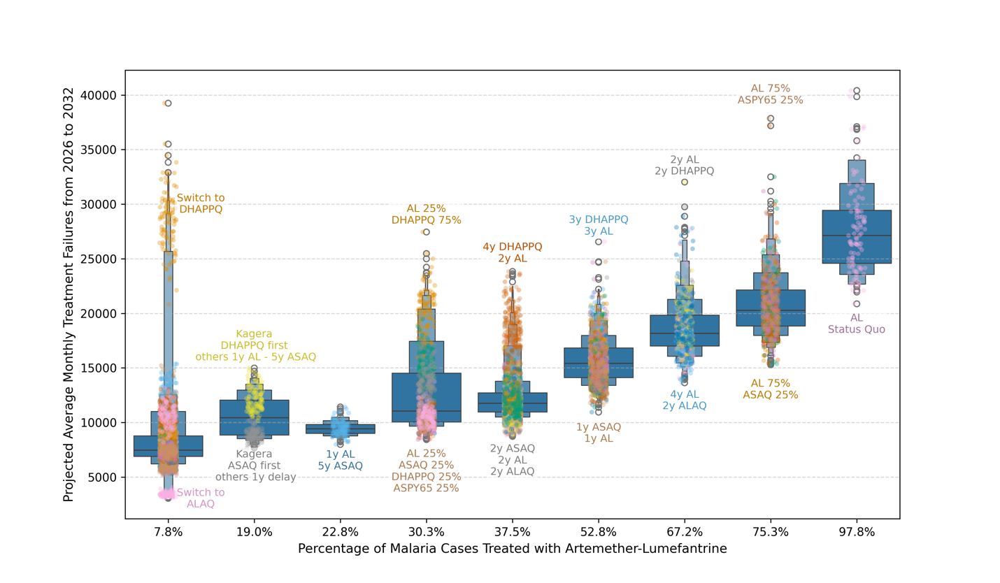 Projected Average Monthly Treatment Failures from 2026 to 2032
40000
35000
30000
25000
20000
15000
10000
5000
AL 75%
ASPY65 25%
2y AL
2y DHAPPQ
Switch to
DHAPPQ
AL 25%
DHAPPQ 75%
3y DHAPPQ
3y AL
4y DHAPPQ
2y AL
AL
Status Quo
Kagera
DHAPPQ first
others 1y AL - 5y ASAQ
AL 75%
ASAQ 25%
4y AL
2y ALAQ
1y ASAQ
1y AL
Kagera
ASAQ first
others 1y delay
1y AL
5y ASAQ
AL 25%
ASAQ 25%
DHAPPQ 25%
ASPY65 25%
2y ASAQ
2y AL
2y ALAQ
Switch to
ALAQ
7.8% 19.0% 22.8% 30.3% 37.5% 52.8% 67.2% 75.3% 97.8%
Percentage of Malaria Cases Treated with Artemether-Lumefantrine